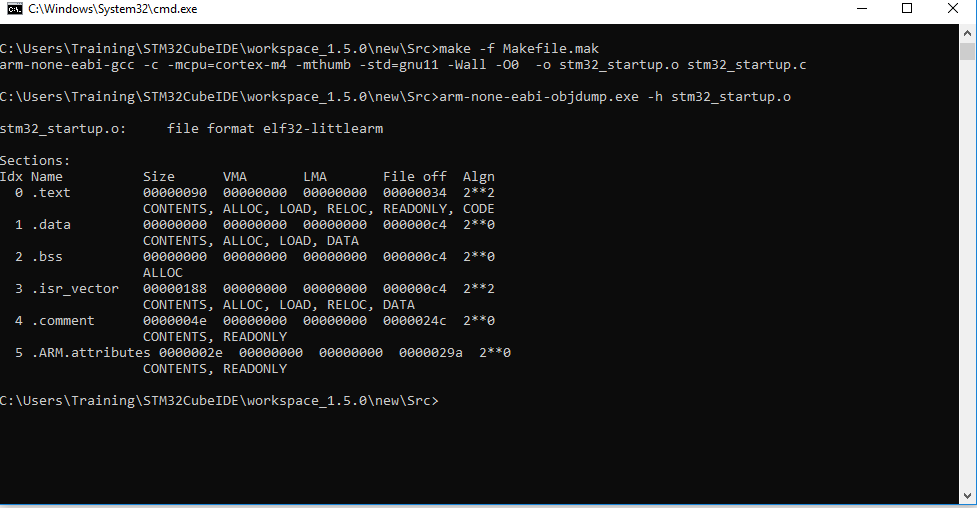 C:\Windows\System32\cmd.exe
C:\Users\Training\STM32CubeIDE\workspace_1.5.0\new\Src>make -f Makefile.mak
arm-none-eabi-gcc -c -mcpu=cortex-m4 -mthumb -std=gnu11 -Wall -O0  -o stm32_startup.o stm32_startup.c
C:\Users\Training\STM32CubeIDE\workspace_1.5.0\new\Src>arm-none-eabi-objdump.exe -h stm32_startup.o
stm32_startup.o:     file format elf32-littlearm
Sections:
Idx Name          Size      VMA       LMA       File off  Algn
  0 .text         00000090  00000000  00000000  00000034  2**2
                  CONTENTS, ALLOC, LOAD, RELOC, READONLY, CODE
  1 .data         00000000  00000000  00000000  000000c4  2**0
                  CONTENTS, ALLOC, LOAD, DATA
  2 .bss          00000000  00000000  00000000  000000c4  2**0
                  ALLOC
  3 .isr_vector   00000188  00000000  00000000  000000c4  2**2
                  CONTENTS, ALLOC, LOAD, RELOC, DATA
  4 .comment      0000004e  00000000  00000000  0000024c  2**0
                  CONTENTS, READONLY
  5 .ARM.attributes 0000002e  00000000  00000000  0000029a  2**0
                  CONTENTS, READONLY
C:\Users\Training\STM32CubeIDE\workspace_1.5.0\new\Src>